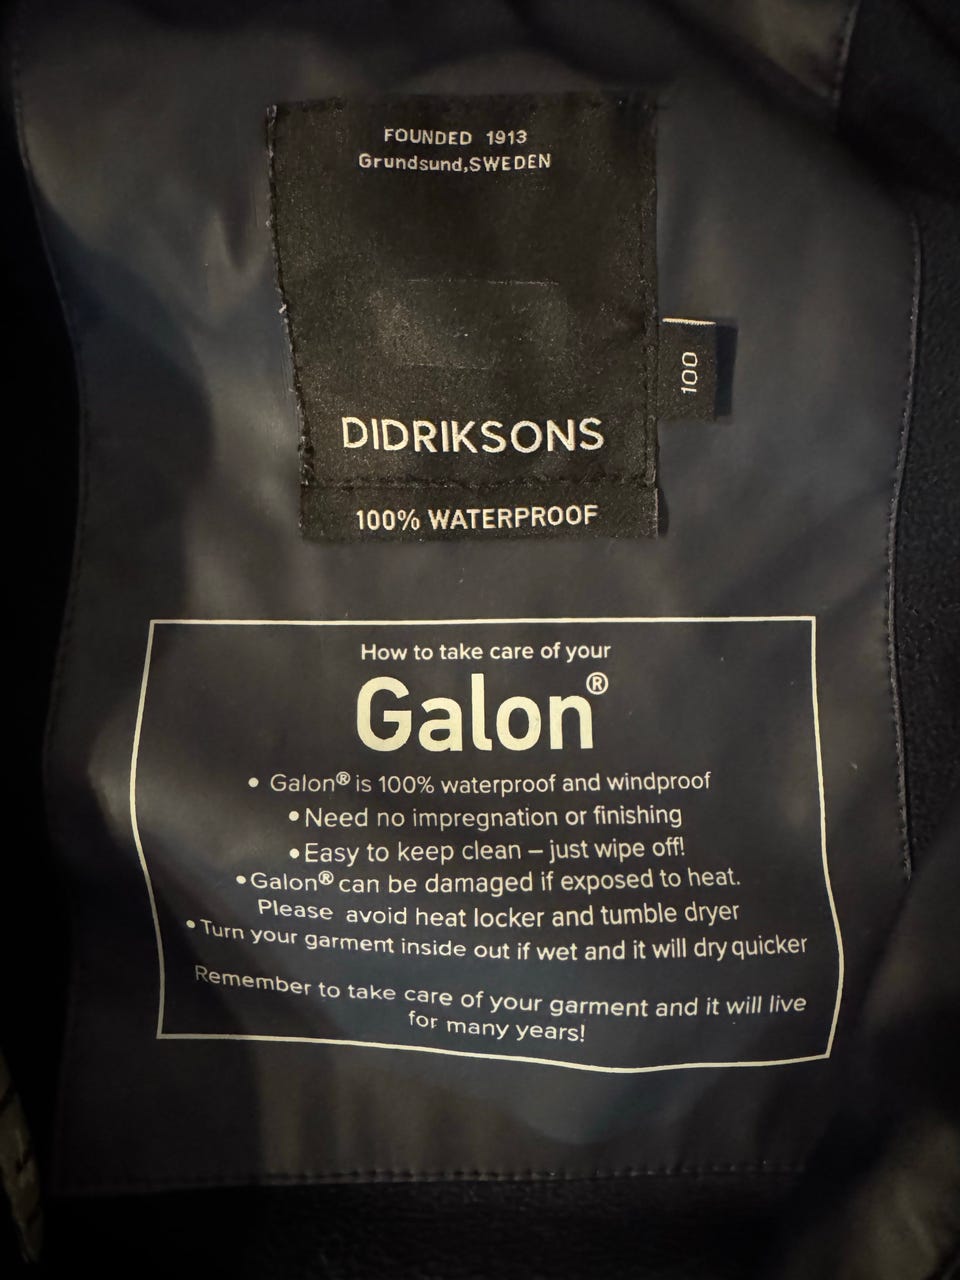 FOUNDED 1913
Grundsund,SWEDEN
DIDRIKSONS
100
100% WATERPROOF
How to take care of your
Galon®
• Galon® is 100% waterproof and windproof
• Need no impregnation or finishing
• Easy to keep clean – just wipe off!
• Galon® can be damaged if exposed to heat.
Please avoid heat locker and tumble dryer
• Turn your garment inside out if wet and it will dry quicker
Remember to take care of your garment and it will live
for many years!